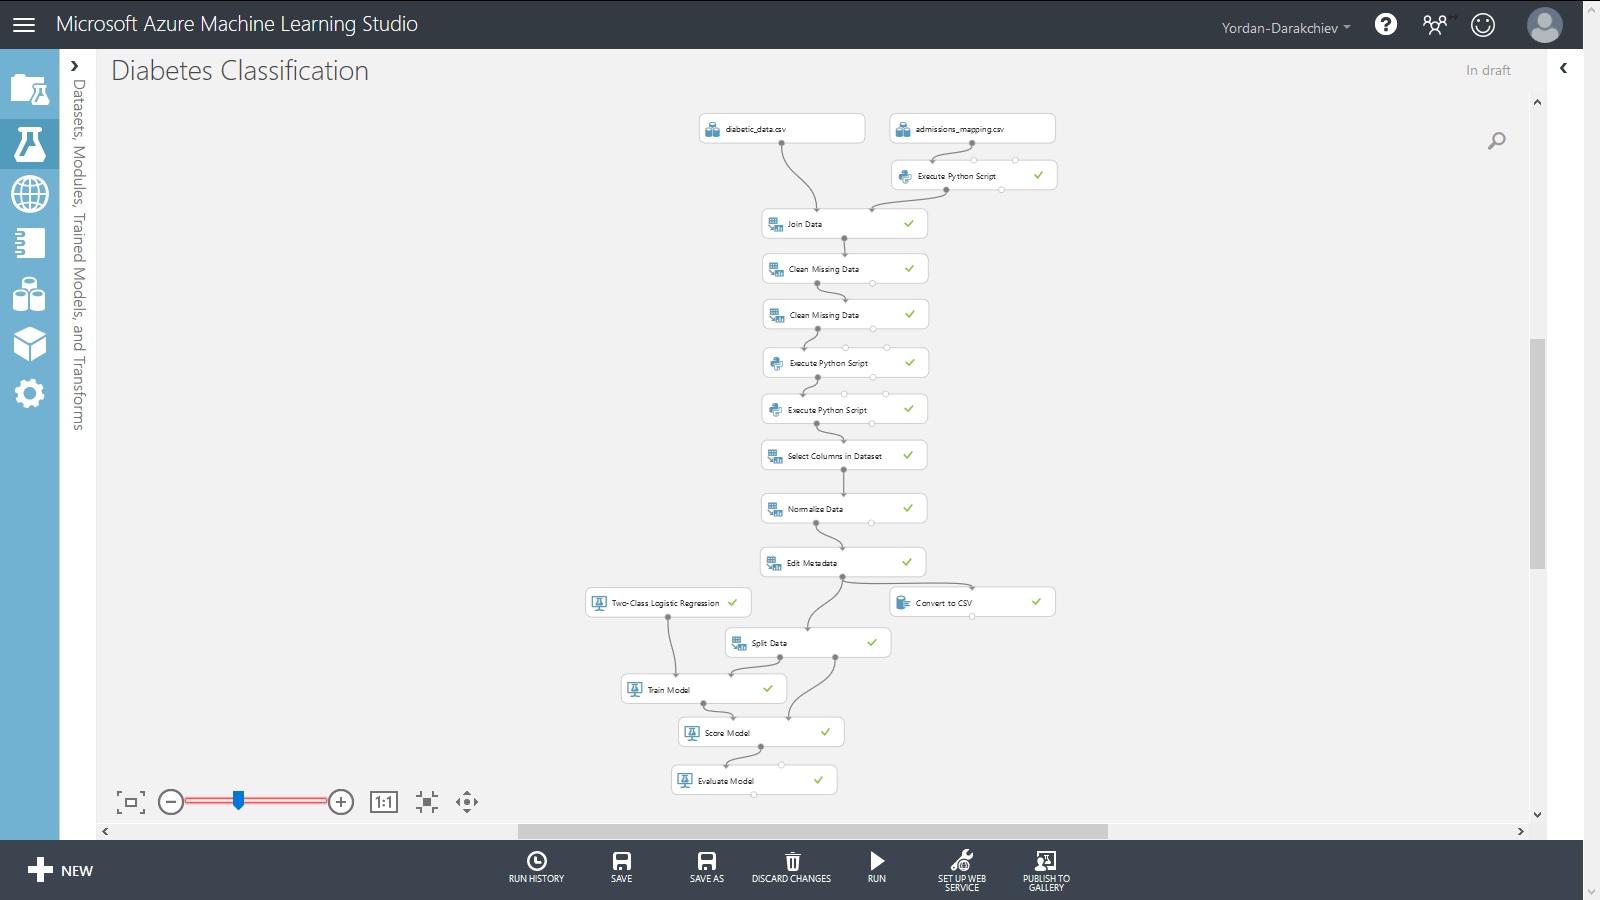 Microsoft Azure Machine Learning Studio
Yordan-Darakchiev
?
Datasets, Modules, Trained Models, and Transforms
Diabetes Classification
In draft
diabetic_data.csv
admissions_mapping.csv
Execute Python Script
Join Data
Clean Missing Data
Clean Missing Data
Execute Python Script
Execute Python Script
Select Columns in Dataset
Normalize Data
Edit Metadata
Two-Class Logistic Regression
Convert to CSV
Split Data
Train Model
Score Model
Evaluate Model
1:1
NEW
RUN HISTORY
SAVE
SAVE AS
DISCARD CHANGES
RUN
SET UP WEB
SERVICE
PUBLISH TO
GALLERY